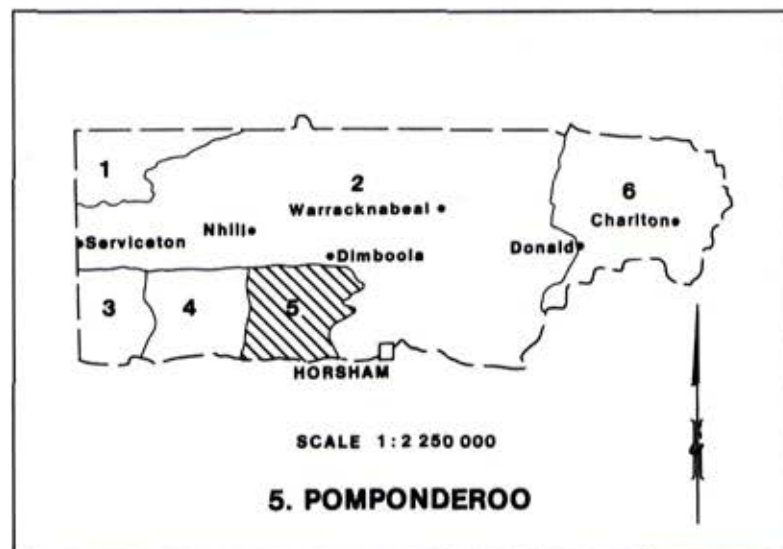 1
2
6
Warracknabeal
Charlton
Nhill
Serviceton
Donald
Dimboola
3
4
5
HORSHAM
SCALE 1:2 250 000
5. POMPONDEROO